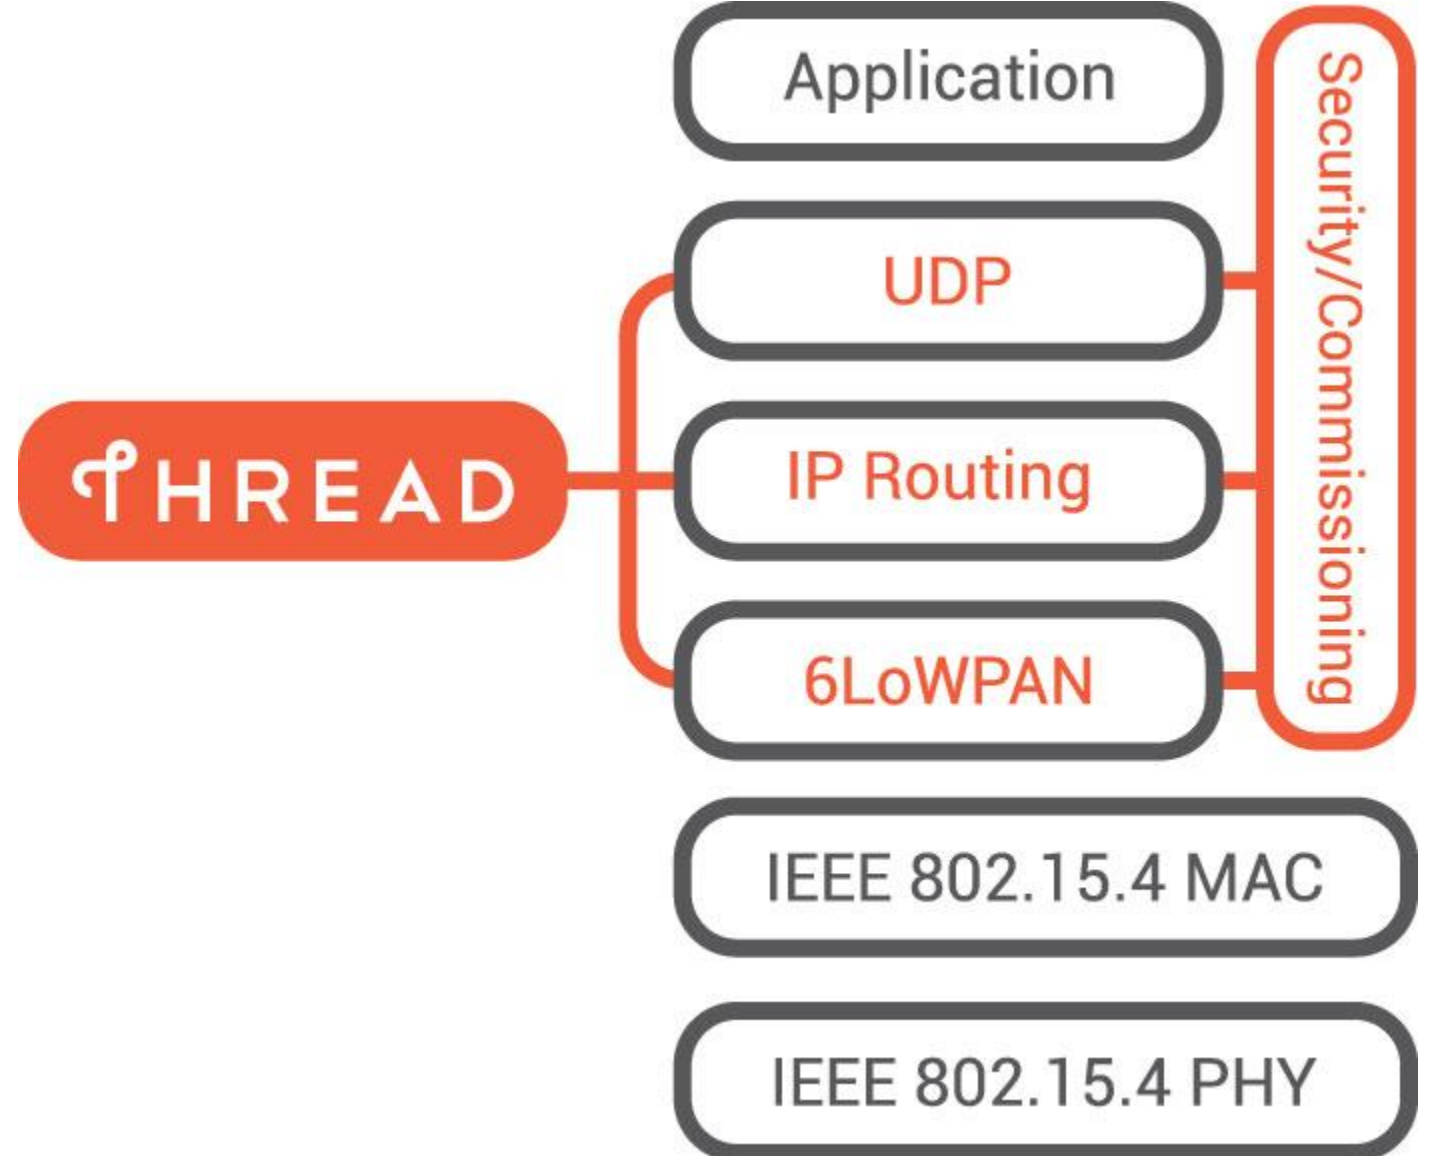 Application
UDP
THREAD
IP Routing
6LoWPAN
Security/Commissioning
IEEE 802.15.4 MAC
IEEE 802.15.4 PHY